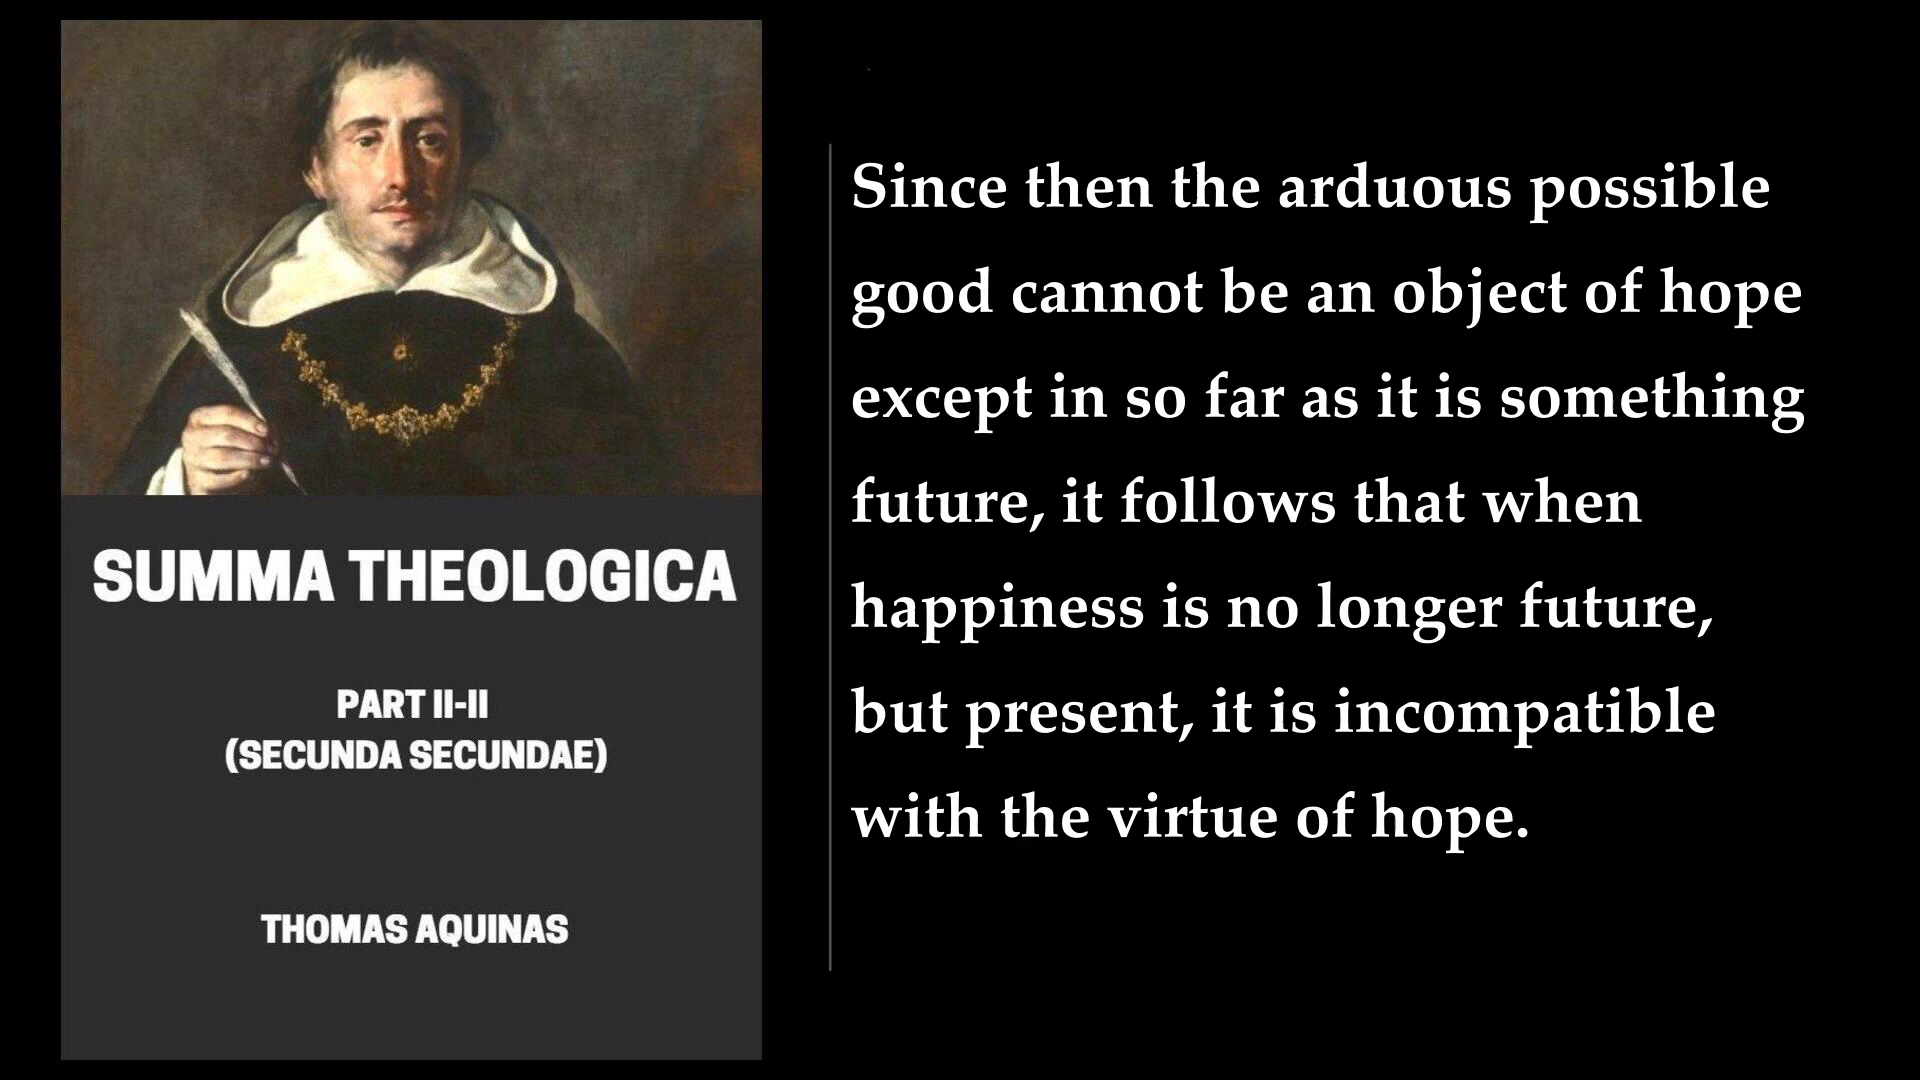 SUMMA THEOLOGICA
PART II-II
(SECUNDA SECUNDAE)
THOMAS AQUINAS
Since then the arduous possible
good cannot be an object of hope
except in so far as it is something
future, it follows that when
happiness is no longer future,
but present, it is incompatible
with the virtue of hope.